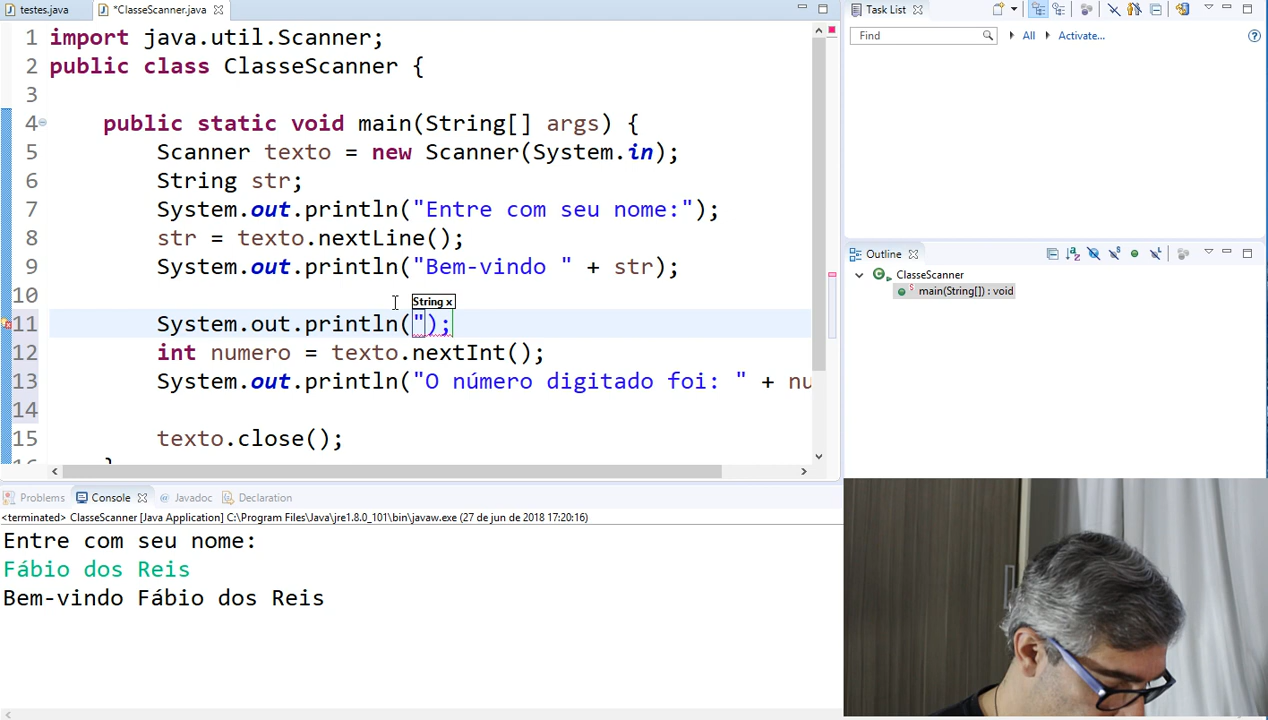 testes.java
*ClasseScanner.java
1 import java.util.Scanner;
2 public class ClasseScanner {
3
4 public static void main(String[] args) {
5 Scanner texto = new Scanner(System.in);
6 String str;
7 System.out.println("Entre com seu nome:");
8 str = texto.nextLine();
9 System.out.println("Bem-vindo " + str);
10
String x
11 System.out.println(");
12 int numero = texto.nextInt();
13 System.out.println("O número digitado foi: " + nu
14
15 texto.close();
16 }
Task List
Find
All
Activate...
Outline
ClasseScanner
main(String[]) : void
Problems
Console
Javadoc
Declaration
<terminated> ClasseScanner [Java Application] C:\Program Files\Java\jre1.8.0_101\bin\javaw.exe (27 de jun de 2018 17:20:16)
Entre com seu nome:
Fábio dos Reis
Bem-vindo Fábio dos Reis